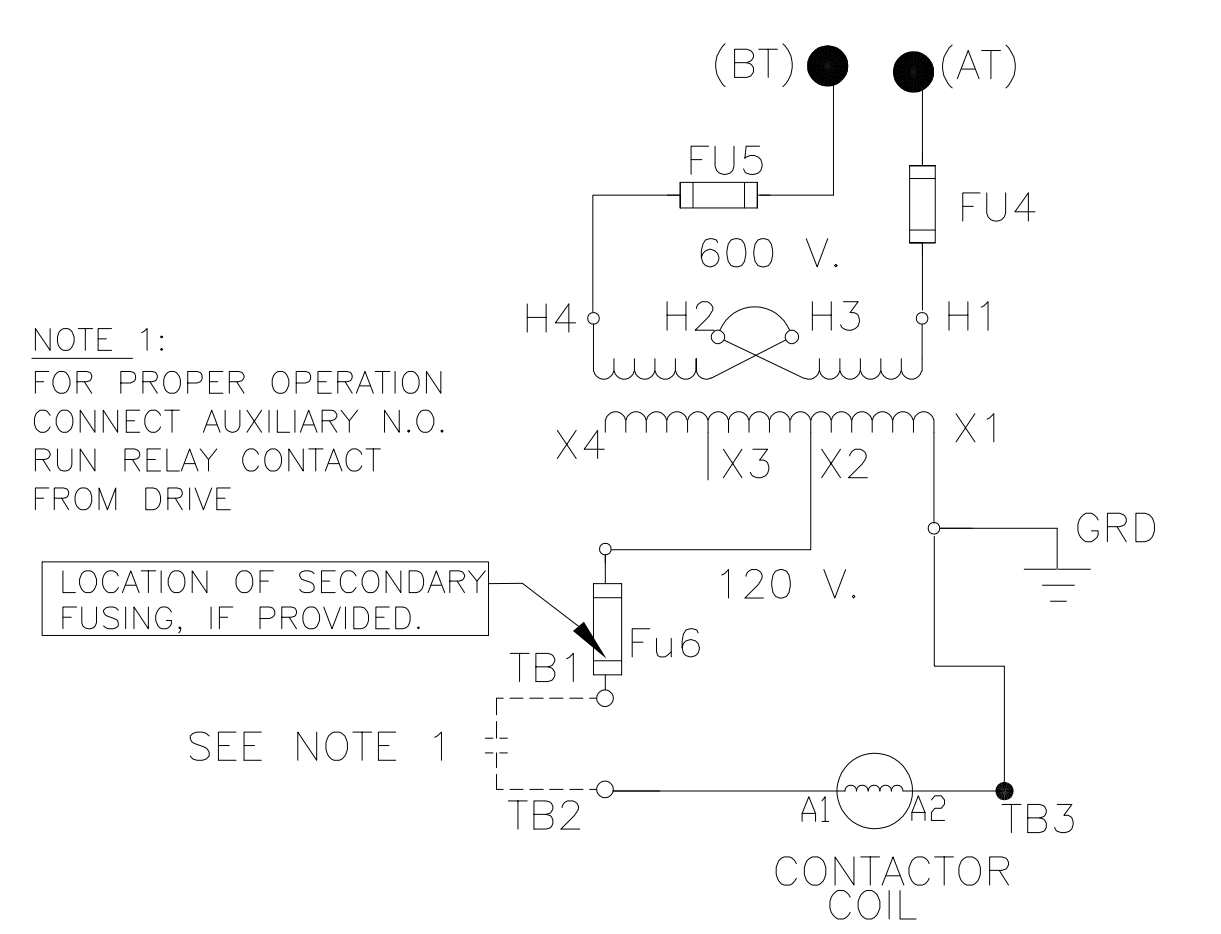 (BT) (AT)
FU5
FU4
600 V.
H4 H2 H3 H1
NOTE 1:
FOR PROPER OPERATION
CONNECT AUXILIARY N.O.
RUN RELAY CONTACT
FROM DRIVE
X4 X3 X2 X1
GRD
LOCATION OF SECONDARY
FUSING, IF PROVIDED.
120 V.
Fu6
TB1
SEE NOTE 1
TB2
A1 A2
TB3
CONTACTOR
COIL